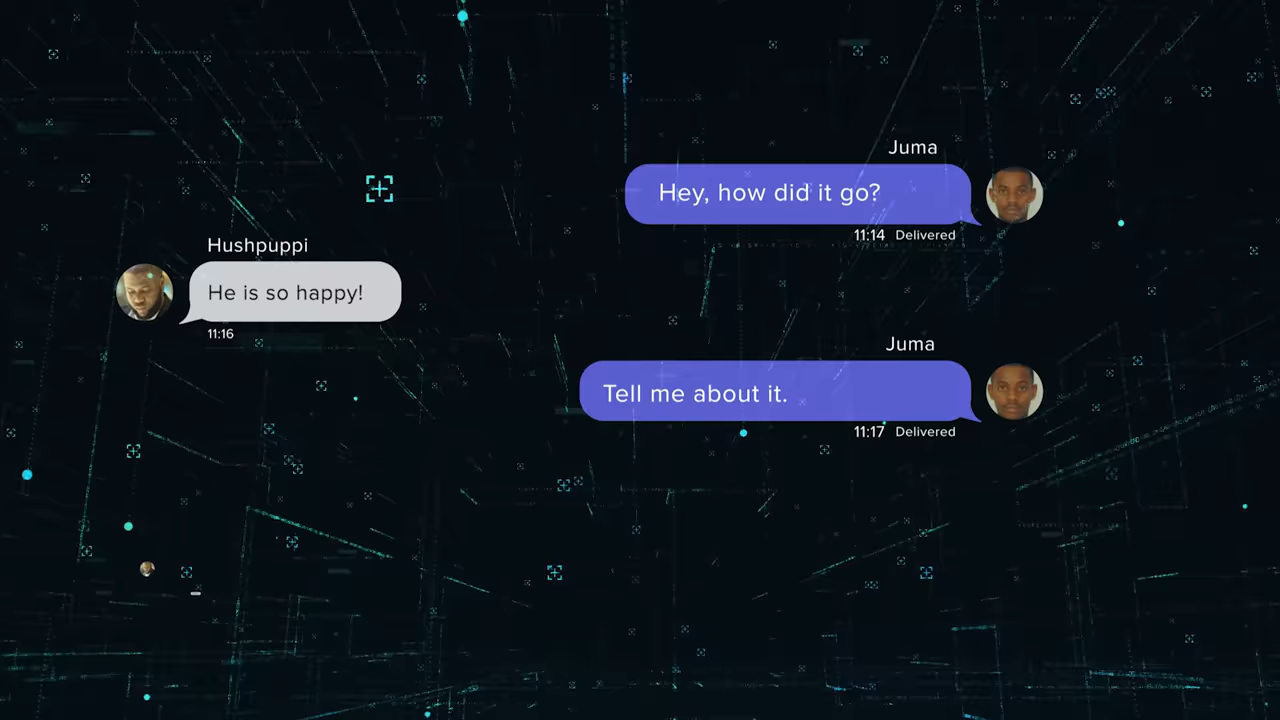 Juma
Hey, how did it go?
11:14 Delivered
Hushpuppi
He is so happy!
11:16
Juma
Tell me about it.
11:17 Delivered